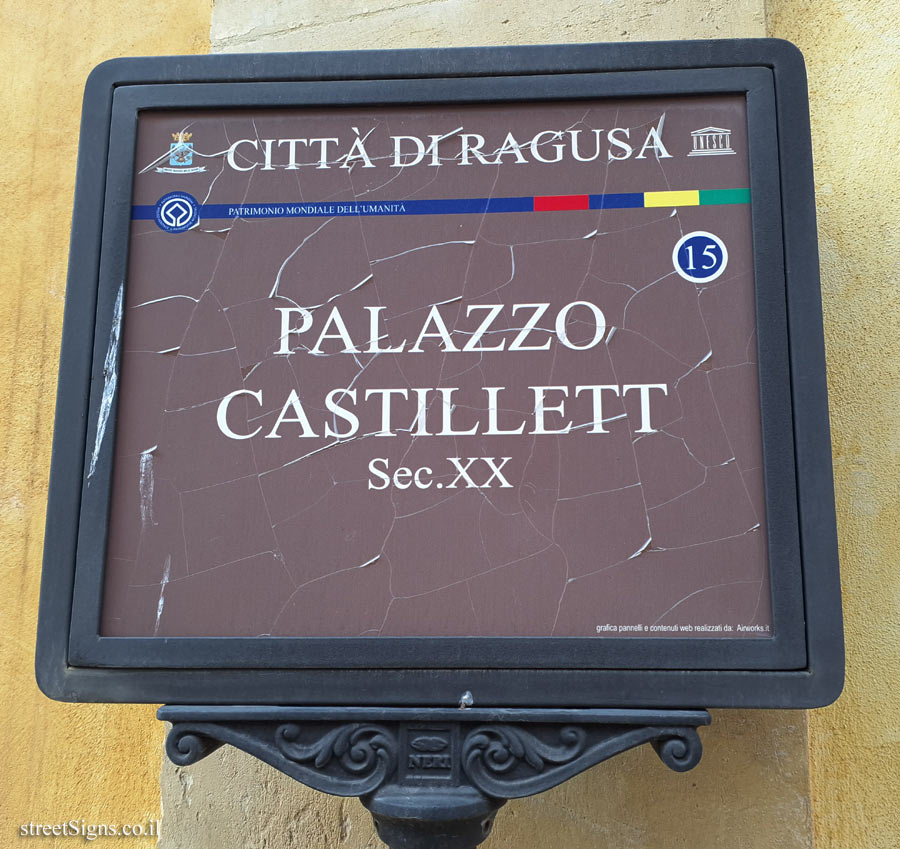 CITTÀ DI RAGUSA
UNESCO
PATRIMONIO MONDIALE DELL'UMANITÀ
15
PALAZZO
CASTILLETT
Sec.XX
grafica pannelli e contenuti web realizzati da: Airworks.it
NERI
streetSigns.co.il